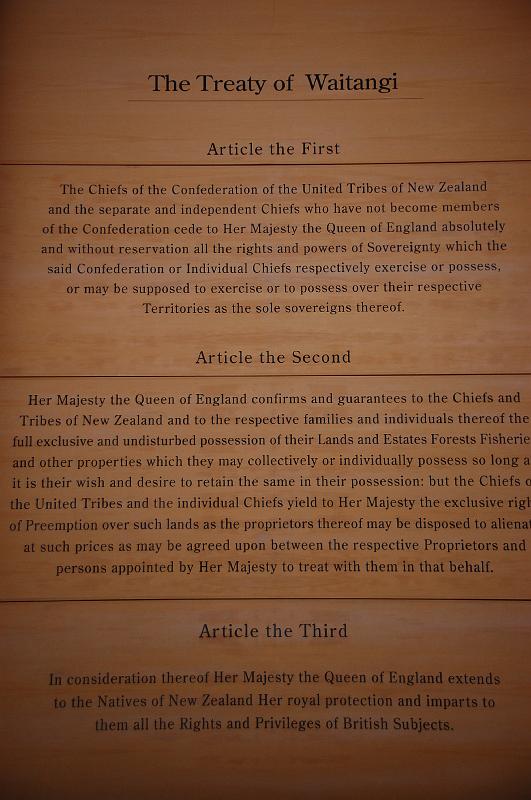 The Treaty of Waitangi
Article the First
The Chiefs of the Confederation of the United Tribes of New Zealand
and the separate and independent Chiefs who have not become members
of the Confederation cede to Her Majesty the Queen of England absolutely
and without reservation all the rights and powers of Sovereignty which the
said Confederation or Individual Chiefs respectively exercise or possess,
or may be supposed to exercise or to possess over their respective
Territories as the sole sovereigns thereof.
Article the Second
Her Majesty the Queen of England confirms and guarantees to the Chiefs and
Tribes of New Zealand and to the respective families and individuals thereof the
full exclusive and undisturbed possession of their Lands and Estates Forests Fisherie
and other properties which they may collectively or individually possess so long a
it is their wish and desire to retain the same in their possession: but the Chiefs o
the United Tribes and the individual Chiefs yield to Her Majesty the exclusive righ
of Preemption over such lands as the proprietors thereof may be disposed to alienat
at such prices as may be agreed upon between the respective Proprietors and
persons appointed by Her Majesty to treat with them in that behalf.
Article the Third
In consideration thereof Her Majesty the Queen of England extends
to the Natives of New Zealand Her royal protection and imparts to
them all the Rights and Privileges of British Subjects.